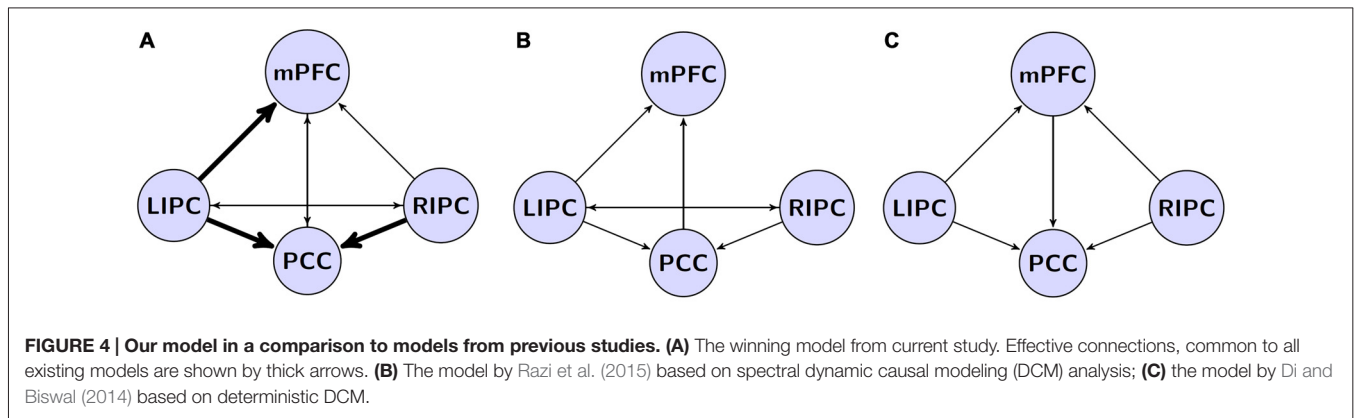 A
B
C
mPFC
mPFC
mPFC
LIPC
RIPC
LIPC
RIPC
LIPC
RIPC
PCC
PCC
PCC
FIGURE 4 | Our model in a comparison to models from previous studies. (A) The winning model from current study. Effective connections, common to all
existing models are shown by thick arrows. (B) The model by Razi et al. (2015) based on spectral dynamic causal modeling (DCM) analysis; (C) the model by Di and
Biswal (2014) based on deterministic DCM.